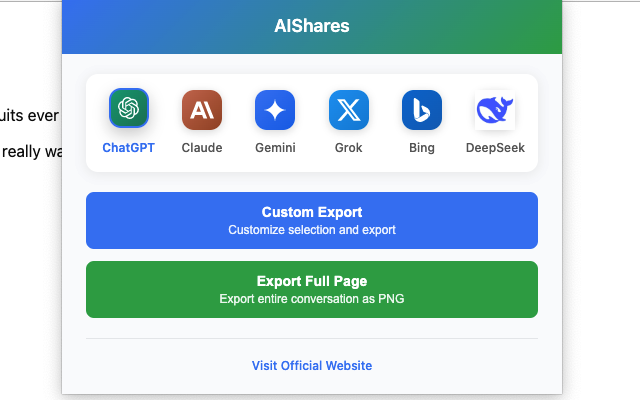 AIShares
uits ever
really wa
ChatGPT
Claude
Gemini
Grok
Bing
DeepSeek
Custom Export
Customize selection and export
Export Full Page
Export entire conversation as PNG
Visit Official Website